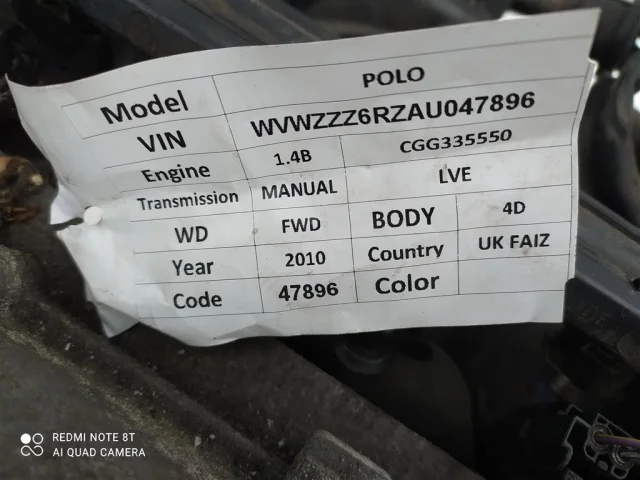 Model POLO
VIN WVWZZZ6RZAU047896
Engine 1.4B CGG335550
Transmission MANUAL LVE
WD FWD BODY 4D
Year 2010 Country UK FAIZ
Code 47896 Color
REDMI NOTE 8T
AI QUAD CAMERA